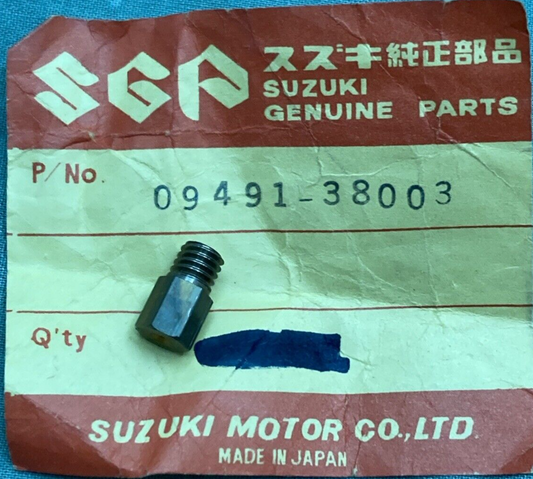 SGP スズキ純正部品
SUZUKI
GENUINE PARTS
P/No. 09491-38003
Q'ty
SUZUKI MOTOR CO.,LTD.
MADE IN JAPAN